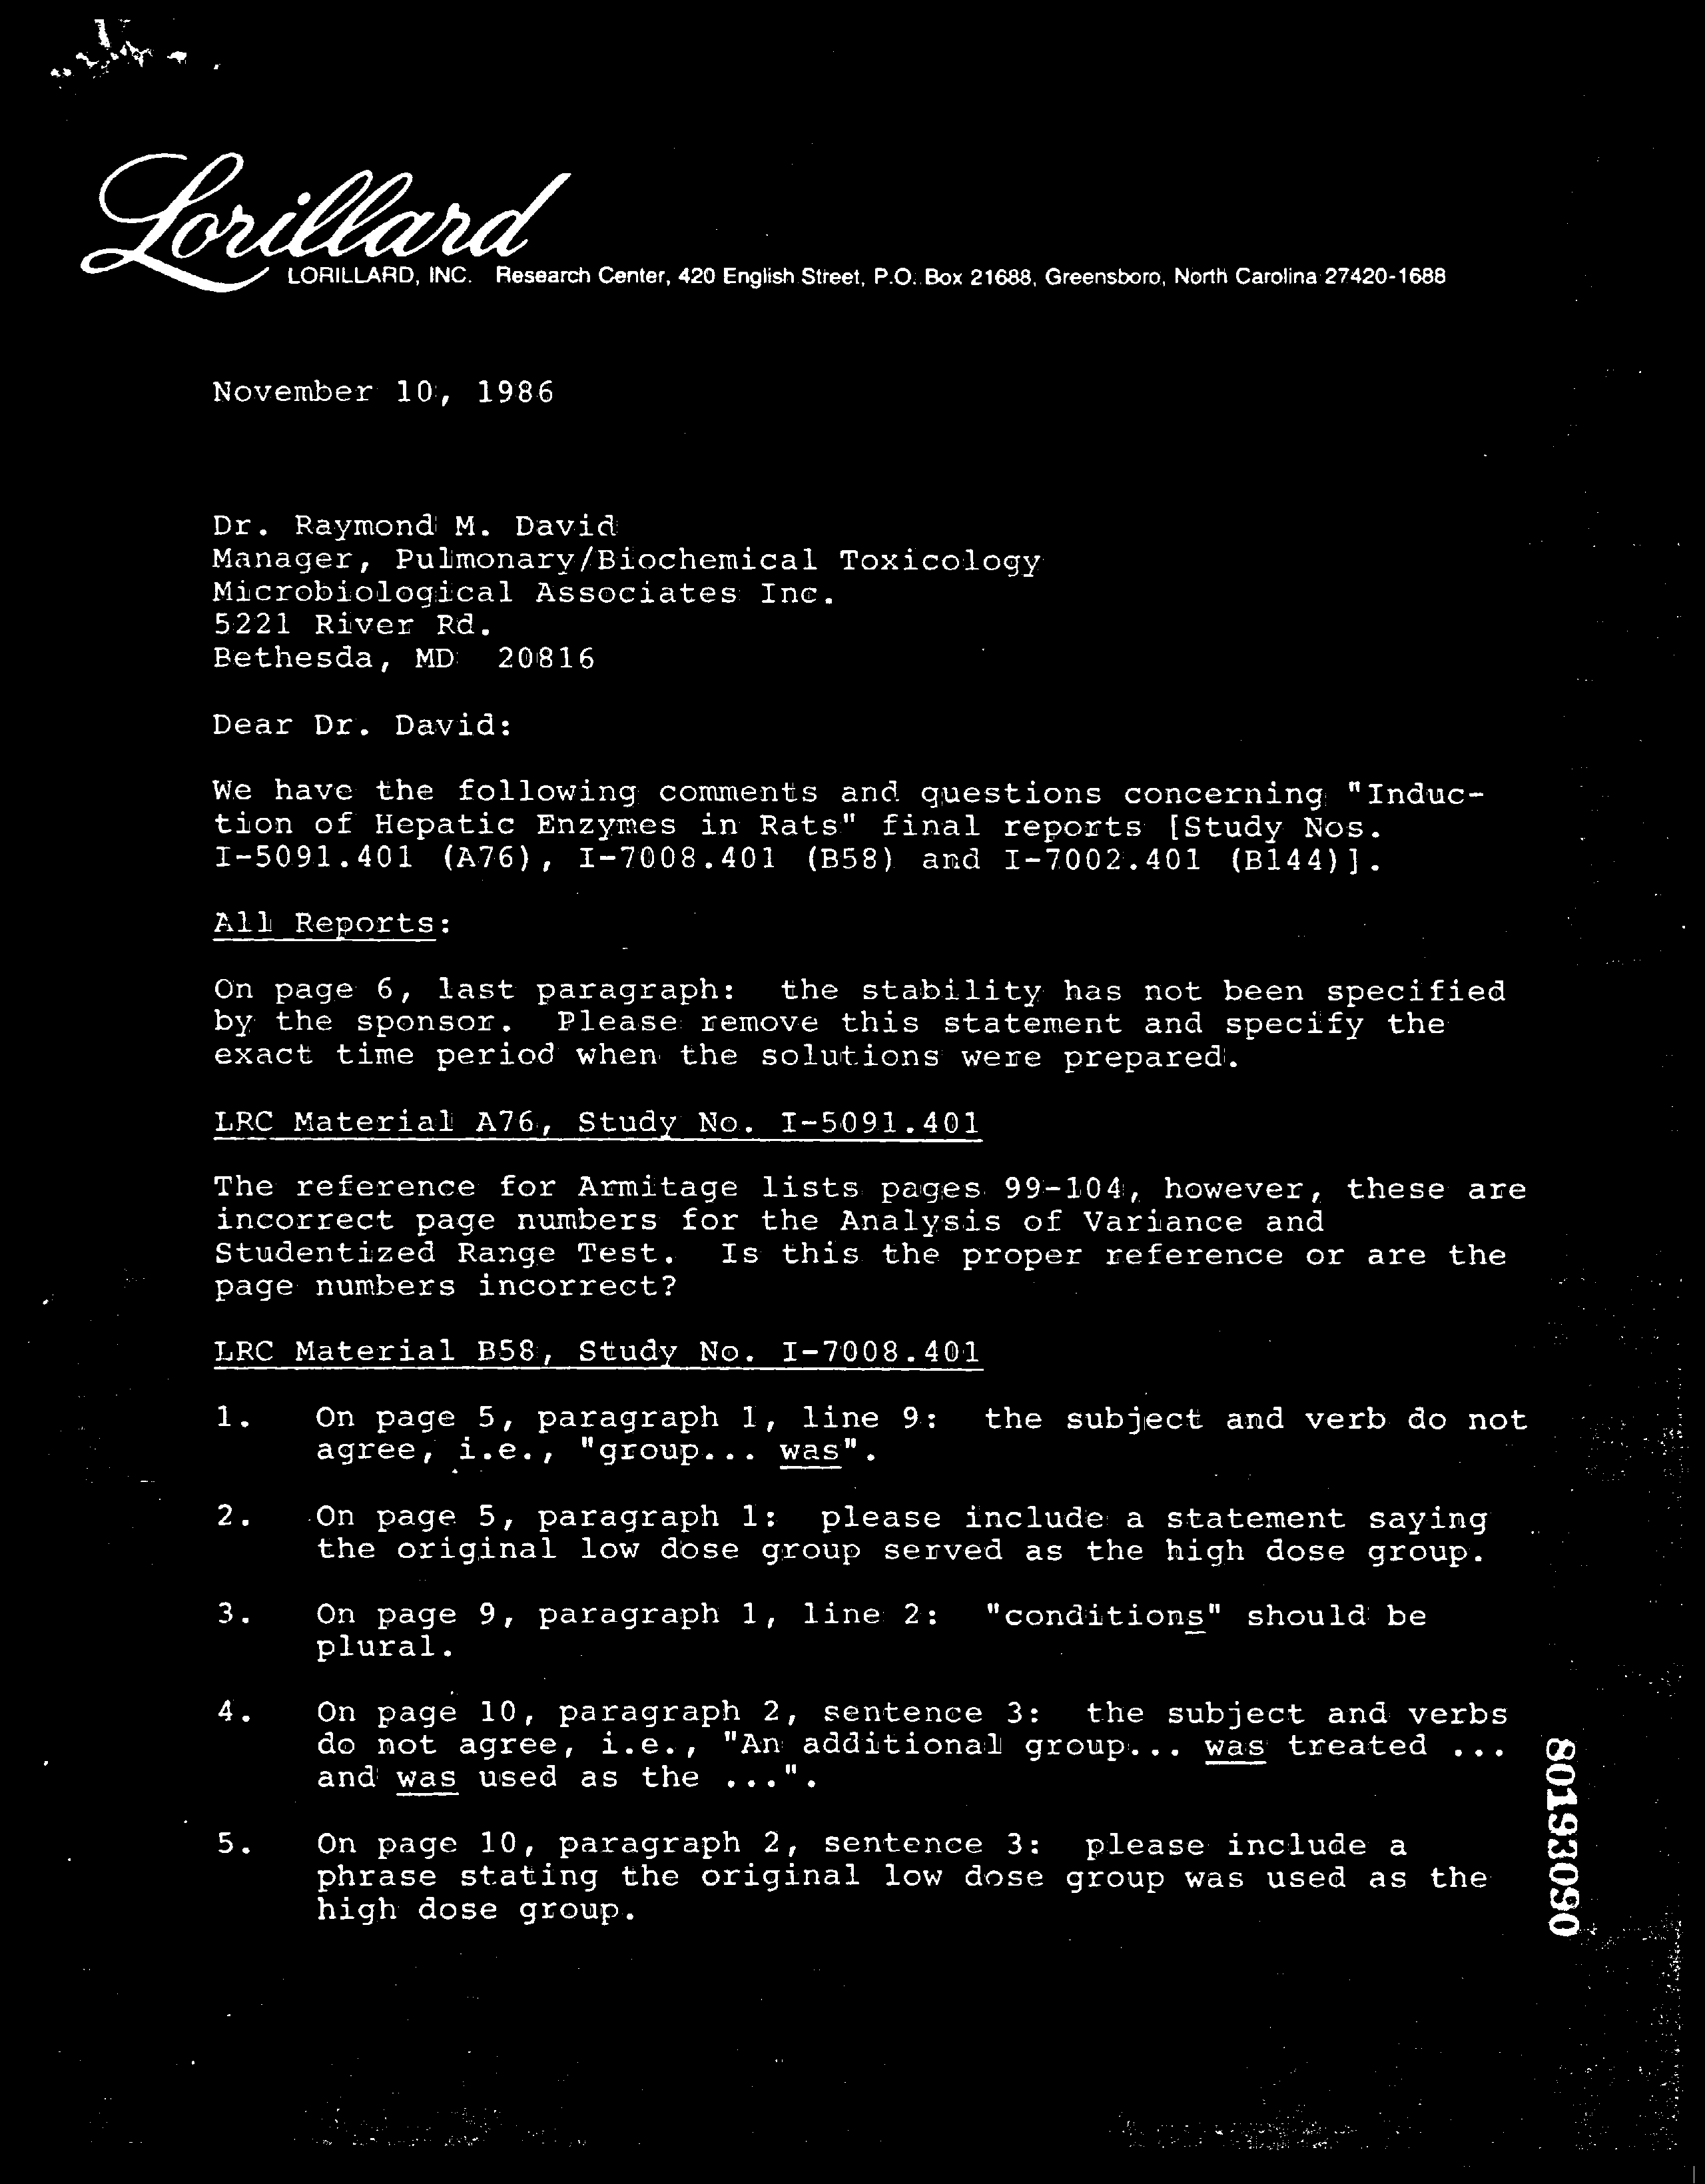 Lorillard
LORILLARD, INC. Research Center, 420 English Street, P.O. Box 21688, Greensboro, North Carolina 27420-1688
November 10, 1986
Dr. Raymond M. David
Manager, Pulmonary/Biochemical Toxicology
Microbiological Associates Inc.
5221 River Rd.
Bethesda, MD 20816
Dear Dr. David:
We have the following comments and questions concerning "Induc-
tion of Hepatic Enzymes in Rats" final reports [Study Nos.
I-5091.401 (A76), I-7008.401 (B58) and I-7002.401 (B144)].
All Reports:
On page 6, last paragraph: the stability has not been specified
by the sponsor. Please remove this statement and specify the
exact time period when the solutions were prepared.
LRC Material A76, Study No. I-5091.401
The reference for Armitage lists pages 99-104, however, these are
incorrect page numbers for the Analysis of Variance and
Studentized Range Test. Is this the proper reference or are the
page numbers incorrect?
LRC Material B58, Study No. I-7008.401
1. On page 5, paragraph 1, line 9: the subject and verb do not
agree, i.e., "group... was".
2. On page 5, paragraph 1: please include a statement saying
the original low dose group served as the high dose group.
3. On page 9, paragraph 1, line 2: "conditions" should be
plural.
4. On page 10, paragraph 2, sentence 3: the subject and verbs
do not agree, i.e., "An additional group... was treated ...
and was used as the ...".
5. On page 10, paragraph 2, sentence 3: please include a
phrase stating the original low dose group was used as the
high dose group.
80193090